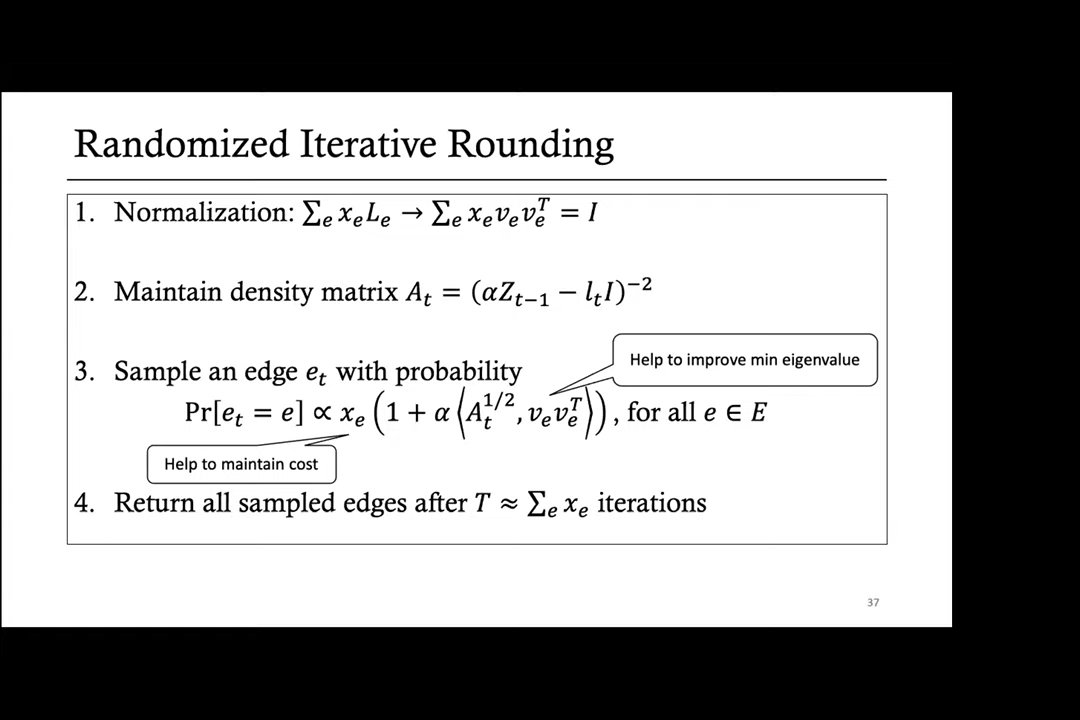 Randomized Iterative Rounding
1. Normalization: ∑ₑ xₑLₑ → ∑ₑ xₑvₑvₑᵀ = I
2. Maintain density matrix Aₜ = (αZₜ₋₁ − lₜI)⁻²
Help to improve min eigenvalue
3. Sample an edge eₜ with probability
Pr[eₜ = e] ∝ xₑ (1 + α ⟨Aₜ^{1/2}, vₑvₑᵀ⟩), for all e ∈ E
Help to maintain cost
4. Return all sampled edges after T ≈ ∑ₑ xₑ iterations
37